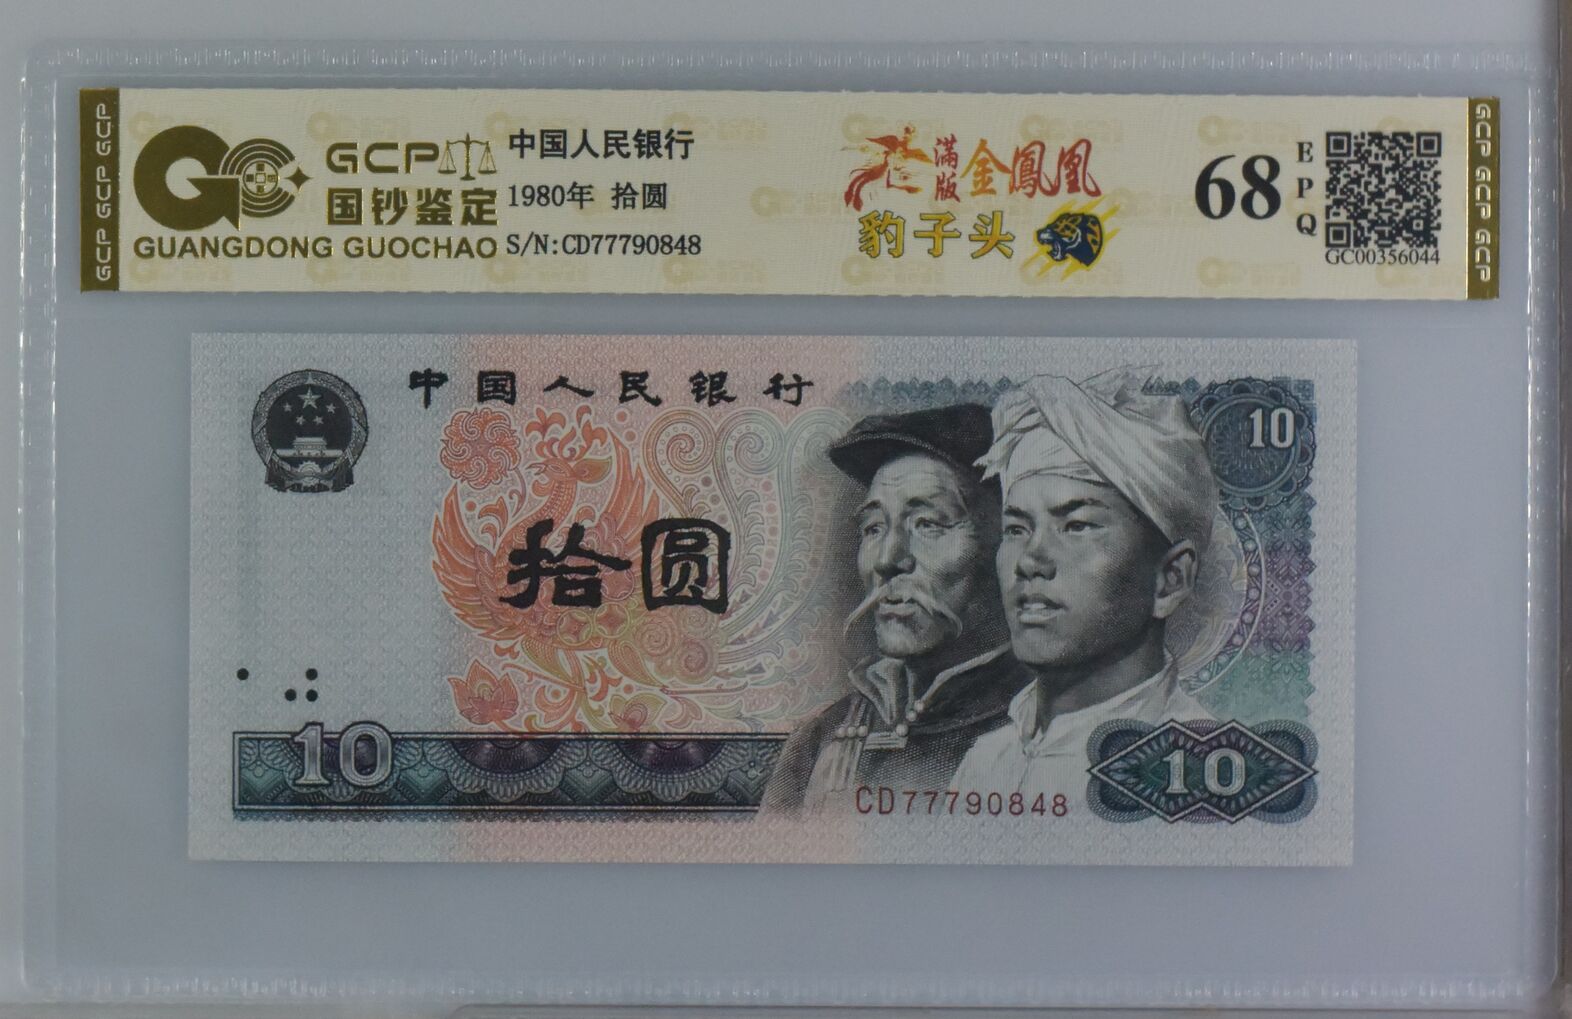 GCP GCP GCP
GCP
国钞鉴定
GUANGDONG GUOCHAO
中国人民银行
1980年 拾圆
S/N:CD77790848
满版 金鳳凰
豹子头
68
EPQ
GC00356044
GCP GCP GCP
中国人民银行
10
拾圆
10
CD77790848
10